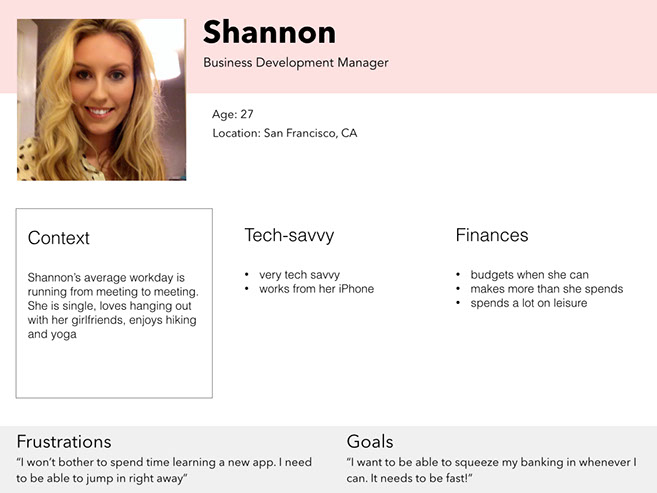 Shannon
Business Development Manager
Age: 27
Location: San Francisco, CA
Context
Shannon’s average workday is
running from meeting to meeting.
She is single, loves hanging out
with her girlfriends, enjoys hiking
and yoga
Tech-savvy
• very tech savvy
• works from her iPhone
Finances
• budgets when she can
• makes more than she spends
• spends a lot on leisure
Frustrations
“I won’t bother to spend time learning a new app. I need
to be able to jump in right away”
Goals
“I want to be able to squeeze my banking in whenever I
can. It needs to be fast!”